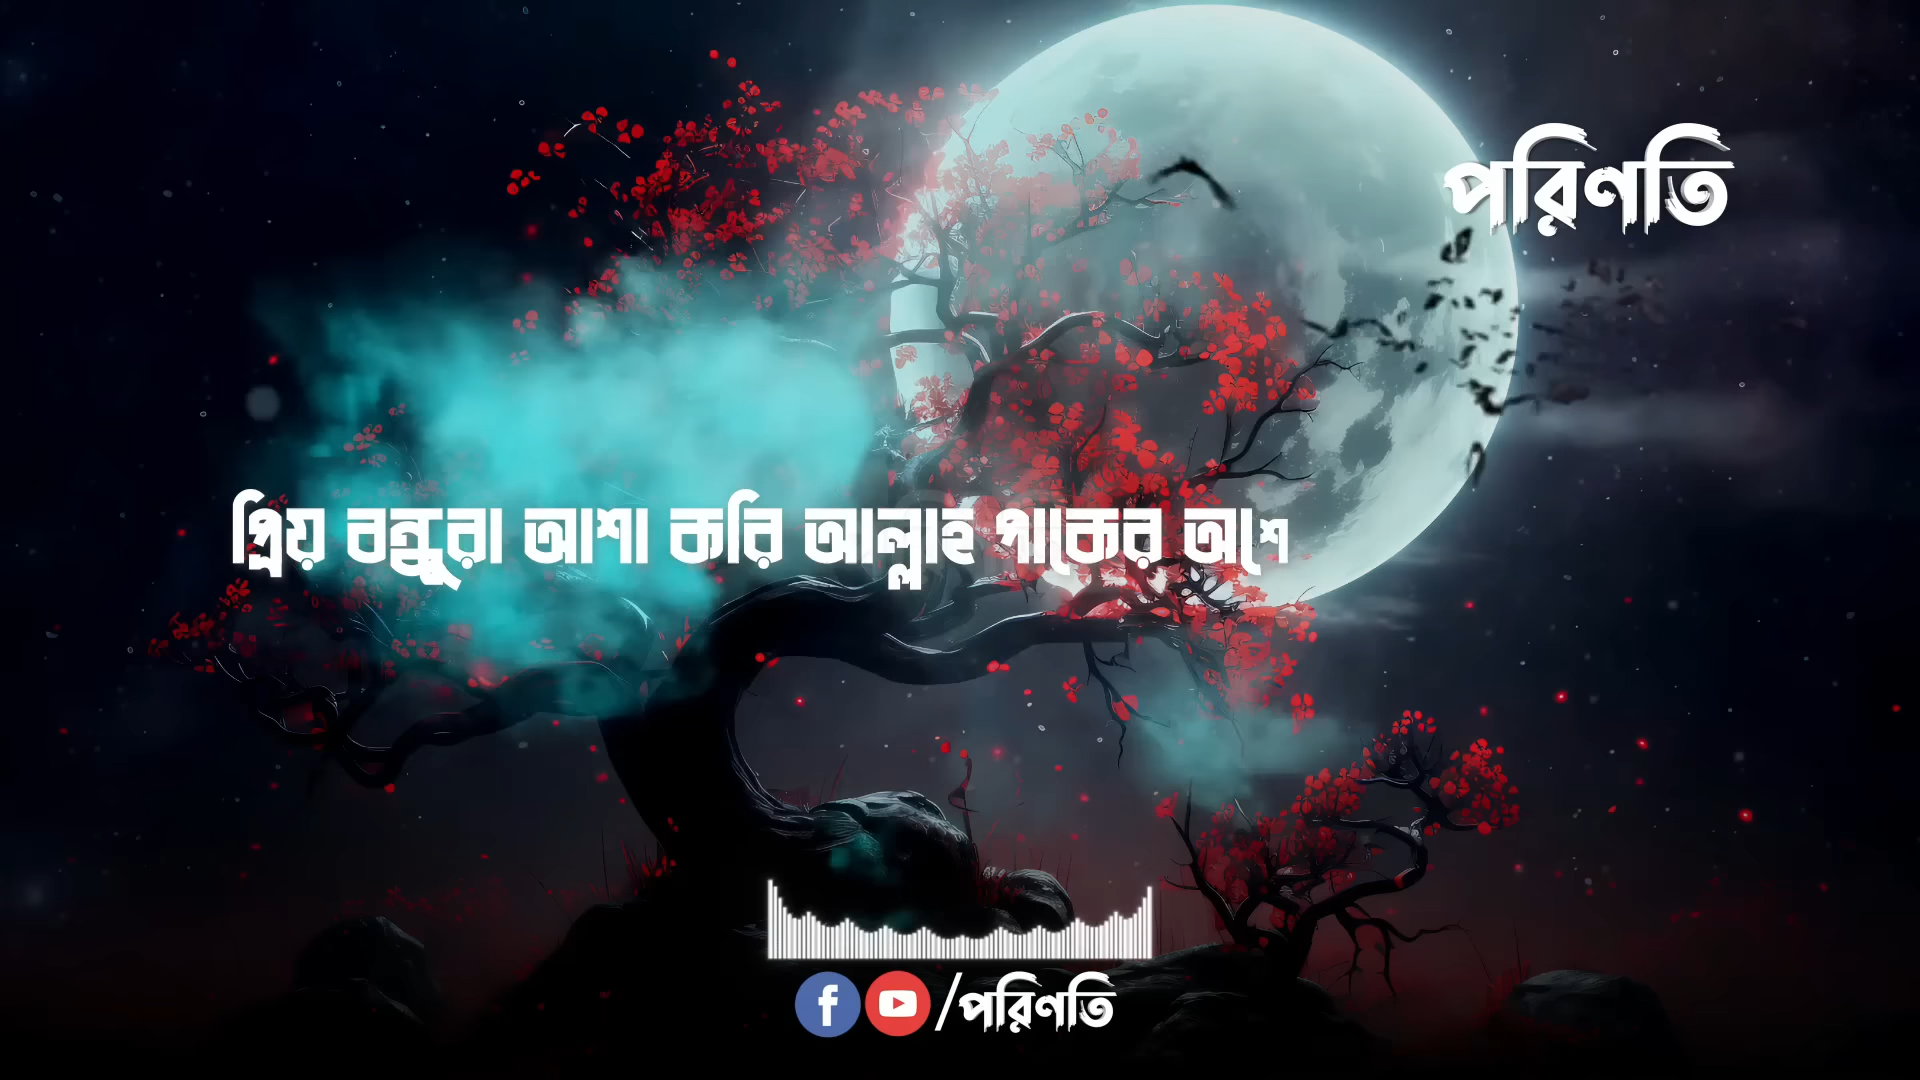 পরিণতি
প্রিয় বন্ধুরা আশা করি আল্লাহ পাকের অশে
/পরিণতি